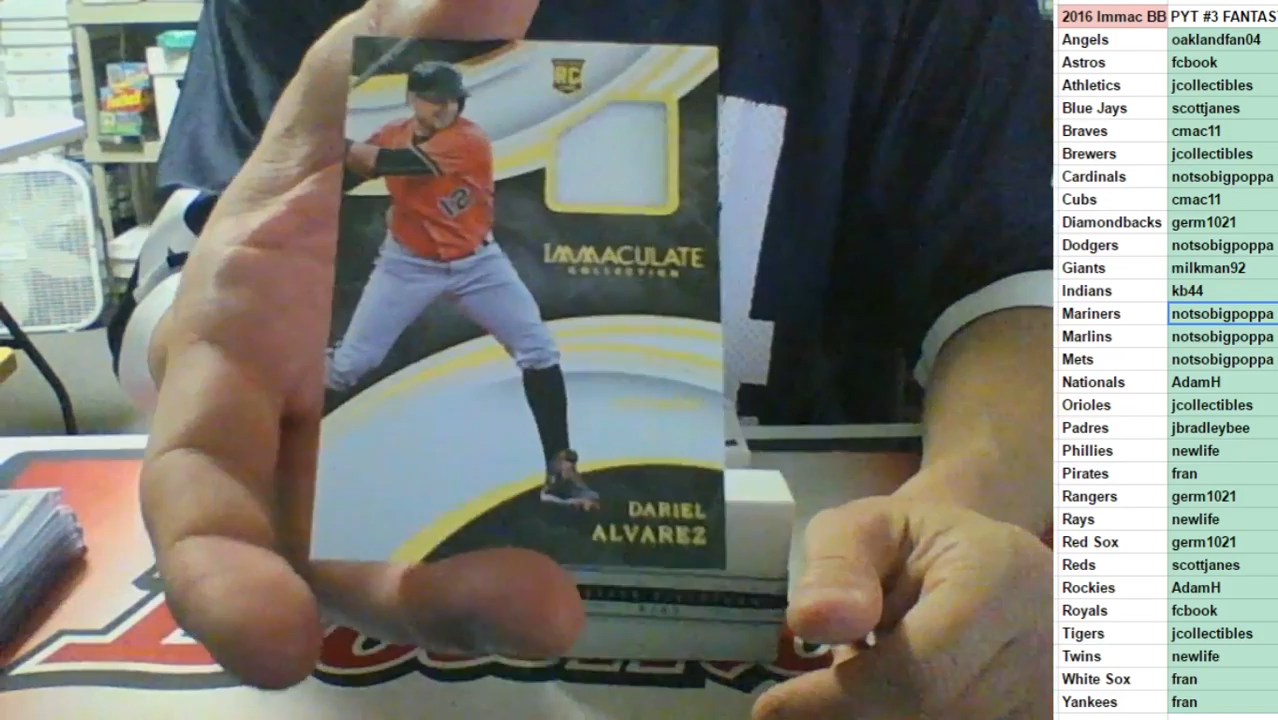 RC
12
IMMACULATE
COLLECTION
DARIEL
ALVAREZ
2016 Immac BB PYT #3 FANTAS
Angels oaklandfan04
Astros fcbook
Athletics jcollectibles
Blue Jays scottjanes
Braves cmac11
Brewers jcollectibles
Cardinals notsobigpoppa
Cubs cmac11
Diamondbacks germ1021
Dodgers notsobigpoppa
Giants milkman92
Indians kb44
Mariners notsobigpoppa
Marlins notsobigpoppa
Mets notsobigpoppa
Nationals AdamH
Orioles jcollectibles
Padres jbradleybee
Phillies newlife
Pirates fran
Rangers germ1021
Rays newlife
Red Sox germ1021
Reds scottjanes
Rockies AdamH
Royals fcbook
Tigers jcollectibles
Twins newlife
White Sox fran
Yankees fran